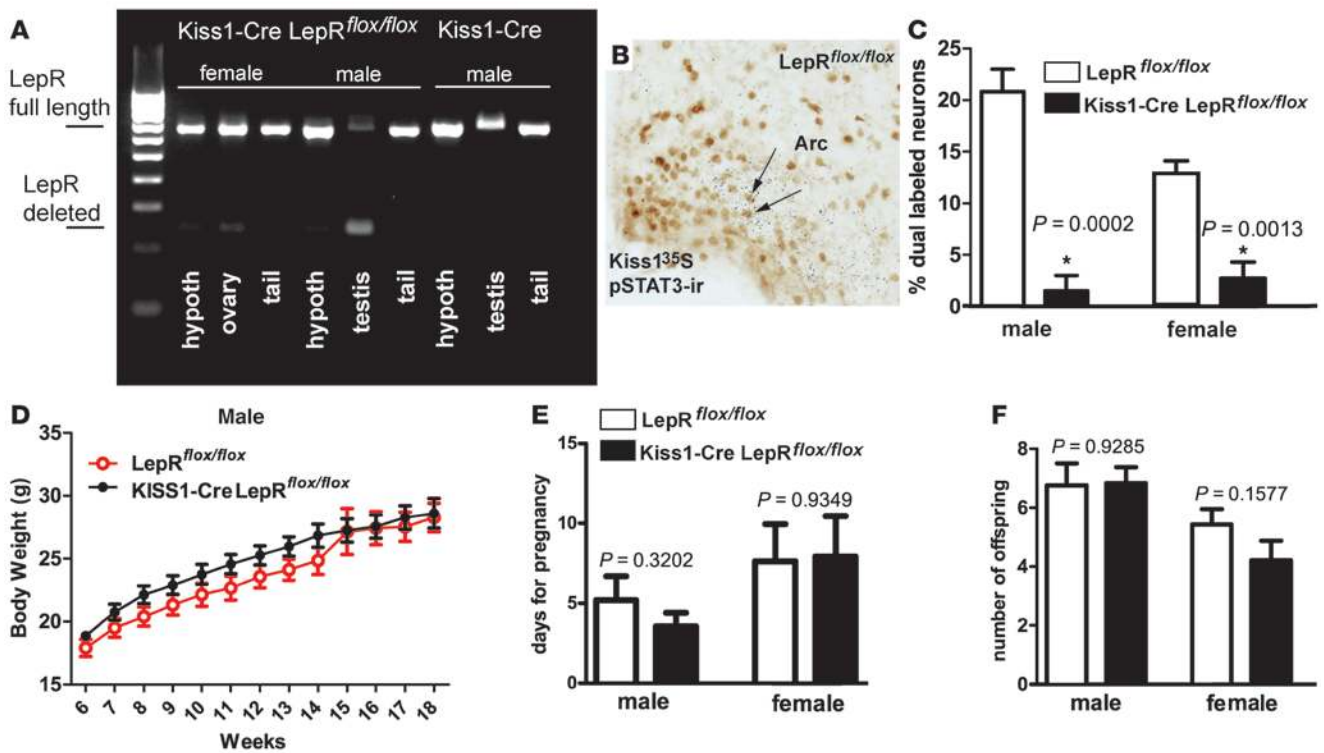 A
Kiss1-Cre LepR^flox/flox Kiss1-Cre
female male male
LepR
full length
LepR
deleted
hypoth
ovary
tail
hypoth
testis
tail
hypoth
testis
tail
B
LepR^flox/flox
Arc
Kiss1³⁵S
pSTAT3-ir
C
% dual labeled neurons
25
20
15
10
5
0
LepR^flox/flox
Kiss1-Cre LepR^flox/flox
P = 0.0002
*
P = 0.0013
*
male female
D
Male
Body Weight (g)
35
30
25
20
15
LepR^flox/flox
KISS1-Cre LepR^flox/flox
6 7 8 9 10 11 12 13 14 15 16 17 18
Weeks
E
LepR^flox/flox
Kiss1-Cre LepR^flox/flox
days for pregnancy
15
10
5
0
P = 0.3202
P = 0.9349
male female
F
number of offspring
8
6
4
2
0
P = 0.9285
P = 0.1577
male female